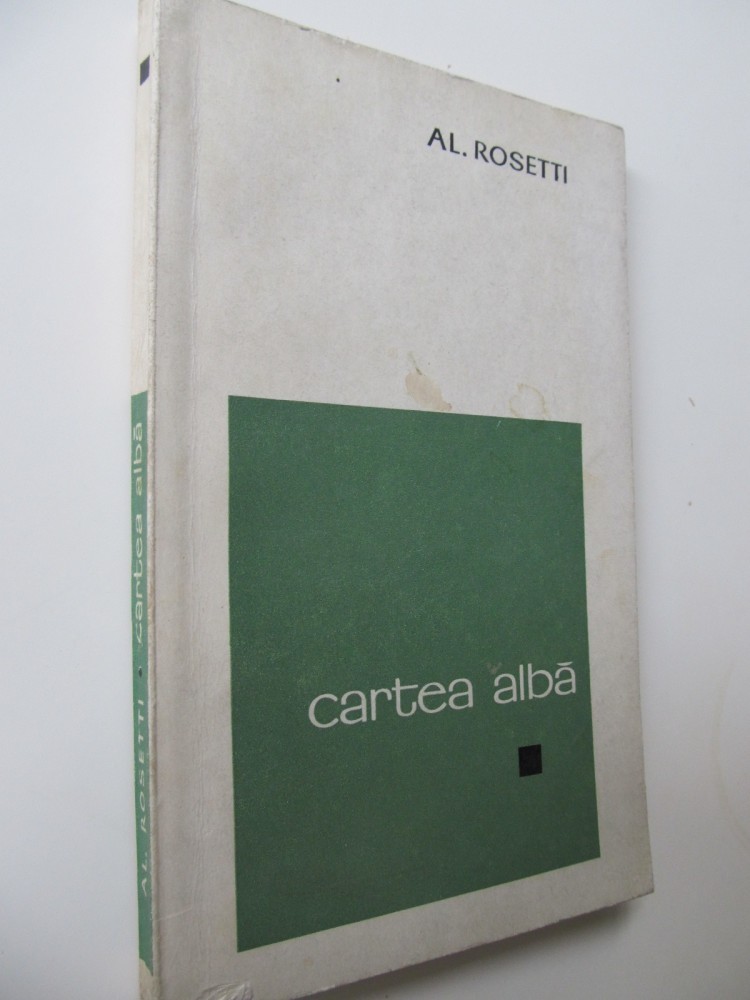 AL. ROSETTI
cartea albă
AL. ROSETTI · cartea albă